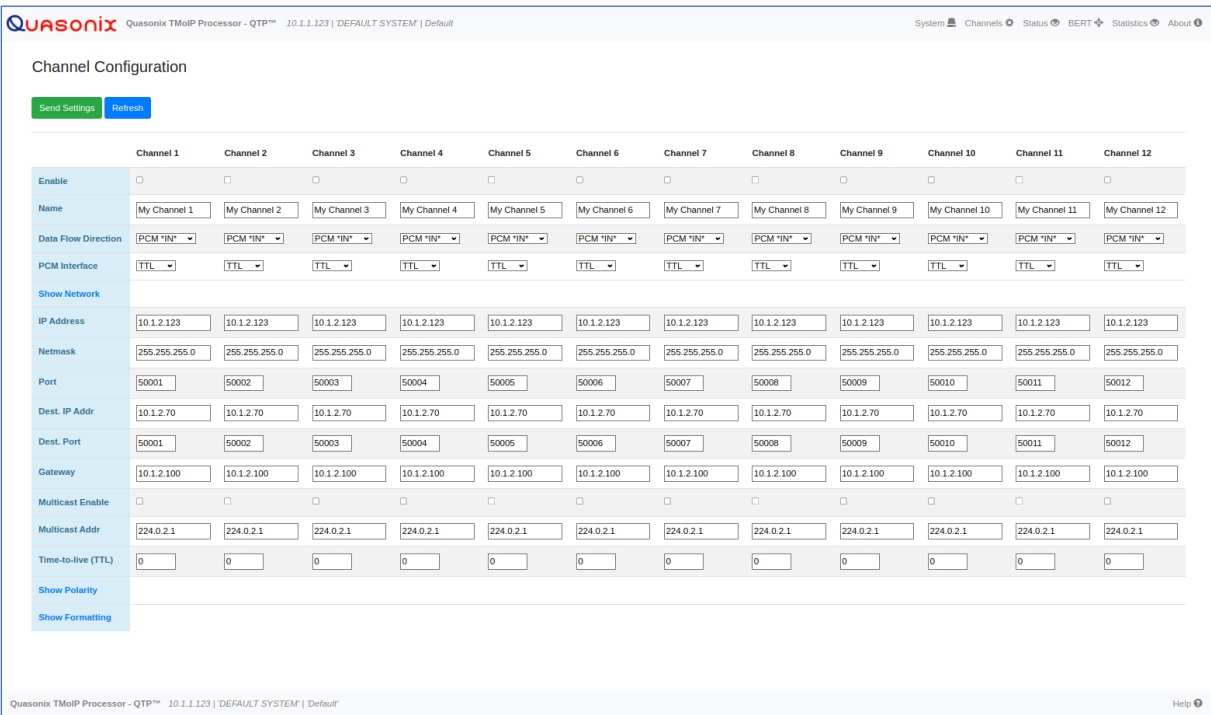 Quasonix Quasonix TMoIP Processor - QTP™ 10.1.1.123 | 'DEFAULT SYSTEM' | Default System Channels Status BERT Statistics About
Channel Configuration
Send Settings Refresh
Channel 1 Channel 2 Channel 3 Channel 4 Channel 5 Channel 6 Channel 7 Channel 8 Channel 9 Channel 10 Channel 11 Channel 12
Enable
Name My Channel 1 My Channel 2 My Channel 3 My Channel 4 My Channel 5 My Channel 6 My Channel 7 My Channel 8 My Channel 9 My Channel 10 My Channel 11 My Channel 12
Data Flow Direction PCM *IN* PCM *IN* PCM *IN* PCM *IN* PCM *IN* PCM *IN* PCM *IN* PCM *IN* PCM *IN* PCM *IN* PCM *IN* PCM *IN*
PCM Interface TTL TTL TTL TTL TTL TTL TTL TTL TTL TTL TTL TTL
Show Network
IP Address 10.1.2.123 10.1.2.123 10.1.2.123 10.1.2.123 10.1.2.123 10.1.2.123 10.1.2.123 10.1.2.123 10.1.2.123 10.1.2.123 10.1.2.123 10.1.2.123
Netmask 255.255.255.0 255.255.255.0 255.255.255.0 255.255.255.0 255.255.255.0 255.255.255.0 255.255.255.0 255.255.255.0 255.255.255.0 255.255.255.0 255.255.255.0 255.255.255.0
Port 50001 50002 50003 50004 50005 50006 50007 50008 50009 50010 50011 50012
Dest. IP Addr 10.1.2.70 10.1.2.70 10.1.2.70 10.1.2.70 10.1.2.70 10.1.2.70 10.1.2.70 10.1.2.70 10.1.2.70 10.1.2.70 10.1.2.70 10.1.2.70
Dest. Port 50001 50002 50003 50004 50005 50006 50007 50008 50009 50010 50011 50012
Gateway 10.1.2.100 10.1.2.100 10.1.2.100 10.1.2.100 10.1.2.100 10.1.2.100 10.1.2.100 10.1.2.100 10.1.2.100 10.1.2.100 10.1.2.100 10.1.2.100
Multicast Enable
Multicast Addr 224.0.2.1 224.0.2.1 224.0.2.1 224.0.2.1 224.0.2.1 224.0.2.1 224.0.2.1 224.0.2.1 224.0.2.1 224.0.2.1 224.0.2.1 224.0.2.1
Time-to-live (TTL) 0 0 0 0 0 0 0 0 0 0 0 0
Show Polarity
Show Formatting
Quasonix TMoIP Processor - QTP™ 10.1.1.123 | 'DEFAULT SYSTEM' | 'Default' Help